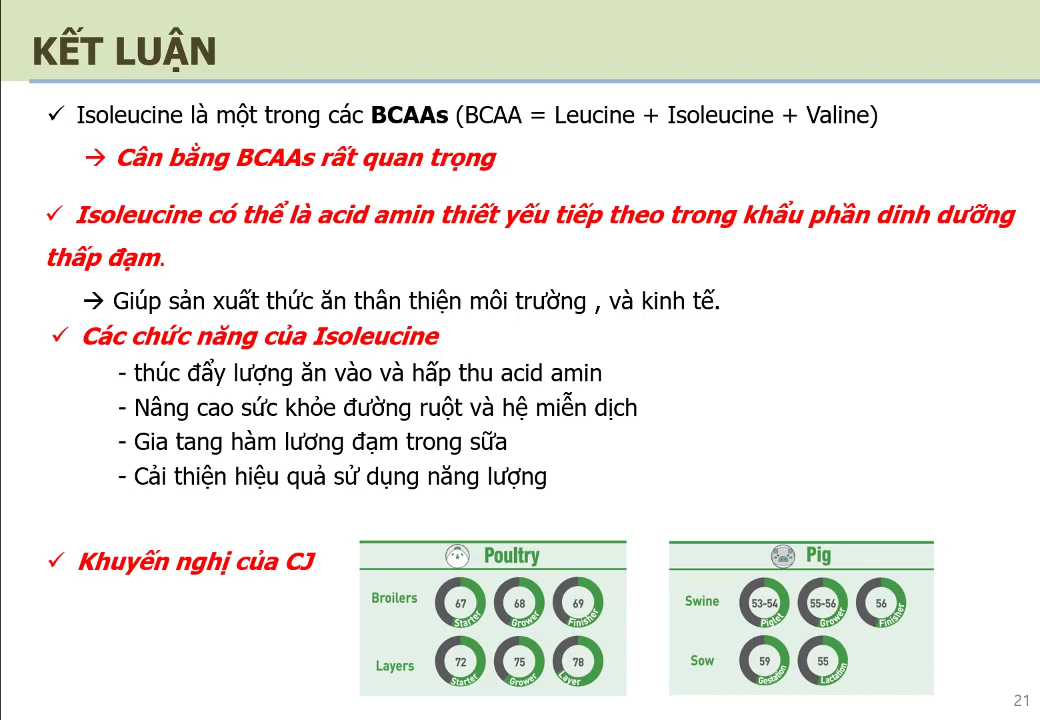 KẾT LUẬN
✓ Isoleucine là một trong các BCAAs (BCAA = Leucine + Isoleucine + Valine)
→ Cân bằng BCAAs rất quan trọng
✓ Isoleucine có thể là acid amin thiết yếu tiếp theo trong khẩu phần dinh dưỡng
thấp đạm.
→ Giúp sản xuất thức ăn thân thiện môi trường , và kinh tế.
✓ Các chức năng của Isoleucine
- thúc đẩy lượng ăn vào và hấp thu acid amin
- Nâng cao sức khỏe đường ruột và hệ miễn dịch
- Gia tang hàm lương đạm trong sữa
- Cải thiện hiệu quả sử dụng năng lượng
✓ Khuyến nghị của CJ
Poultry
Broilers
67 Starter
68 Grower
69 Finisher
Layers
72 Starter
75 Grower
78 Layer
Pig
Swine
53-54 Piglet
55-56 Grower
56 Finisher
Sow
59 Gestation
55 Lactation
21